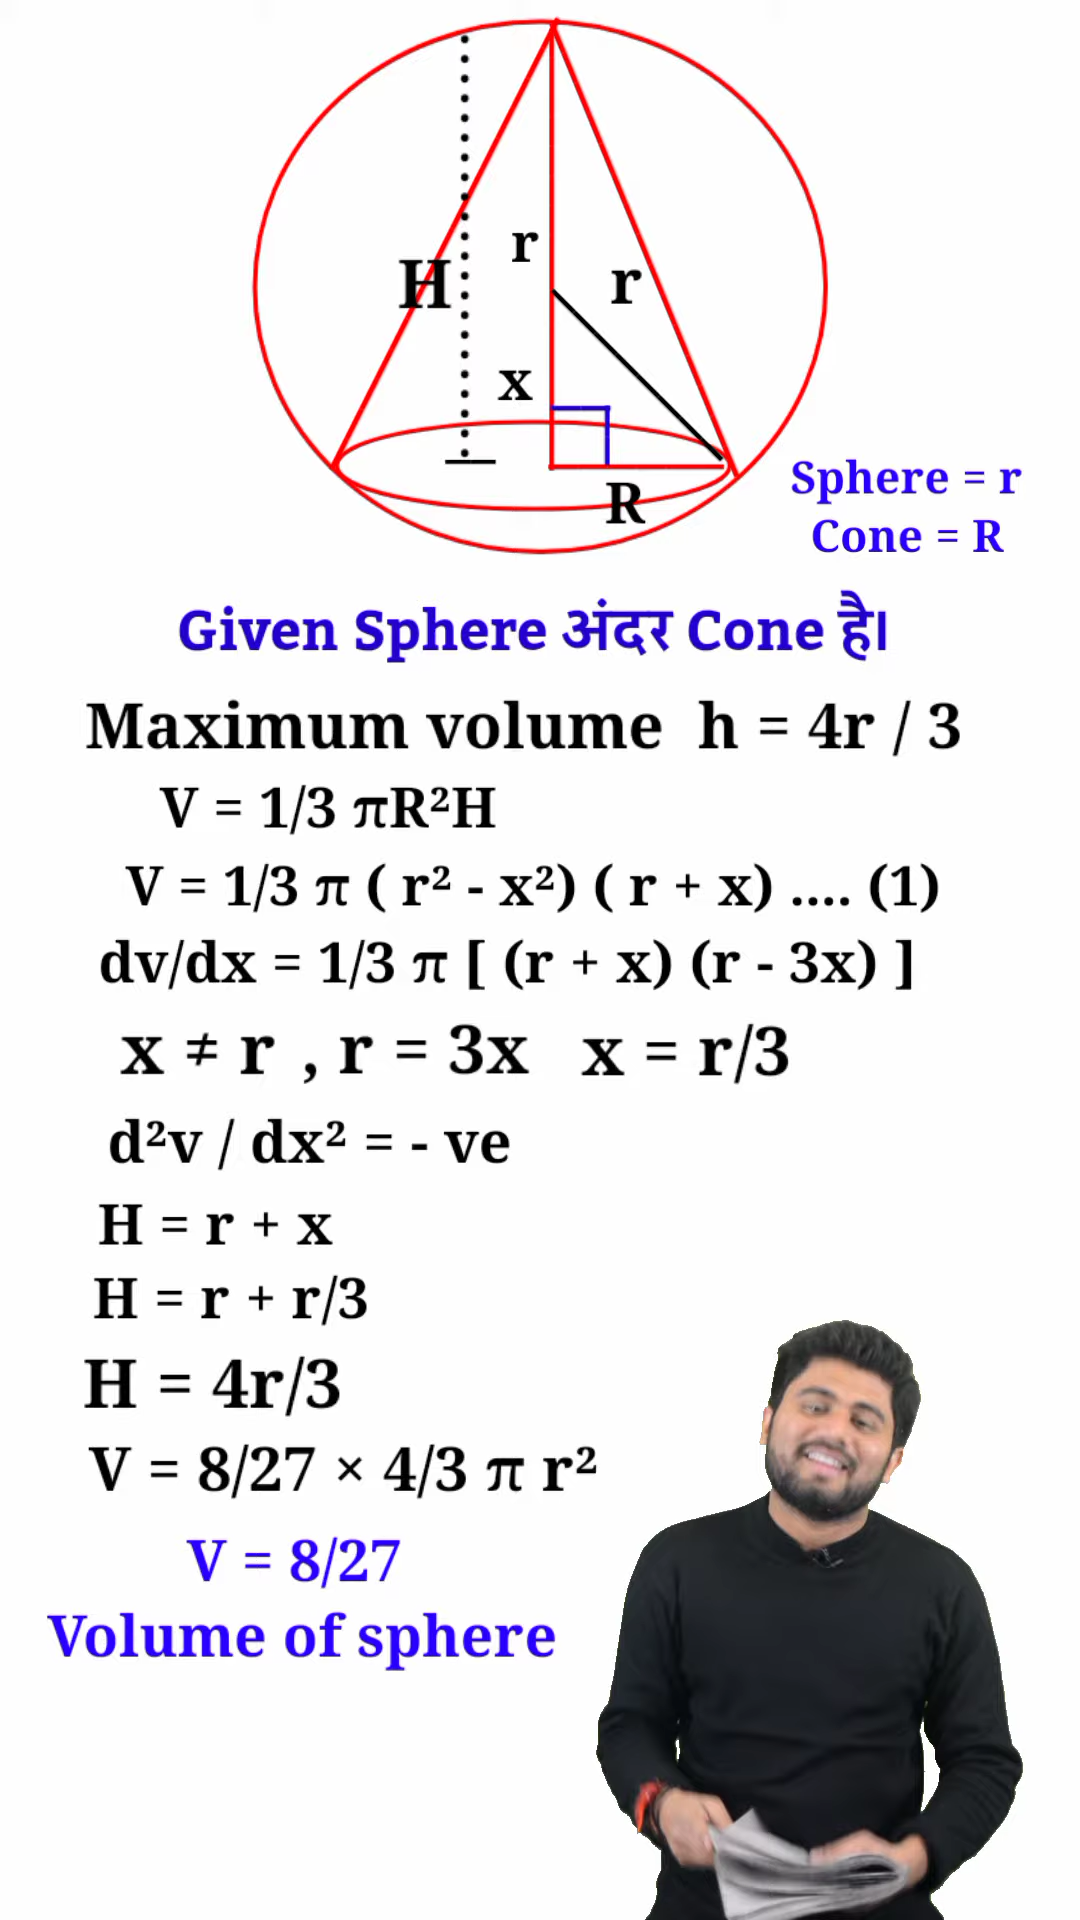 H
r
r
x
R
Sphere = r
Cone = R
Given Sphere अंदर Cone है।
Maximum volume h = 4r / 3
V = 1/3 πR²H
V = 1/3 π ( r² - x²) ( r + x) .... (1)
dv/dx = 1/3 π [ (r + x) (r - 3x) ]
x ≠ r , r = 3x x = r/3
d²v / dx² = - ve
H = r + x
H = r + r/3
H = 4r/3
V = 8/27 × 4/3 π r²
V = 8/27
Volume of sphere